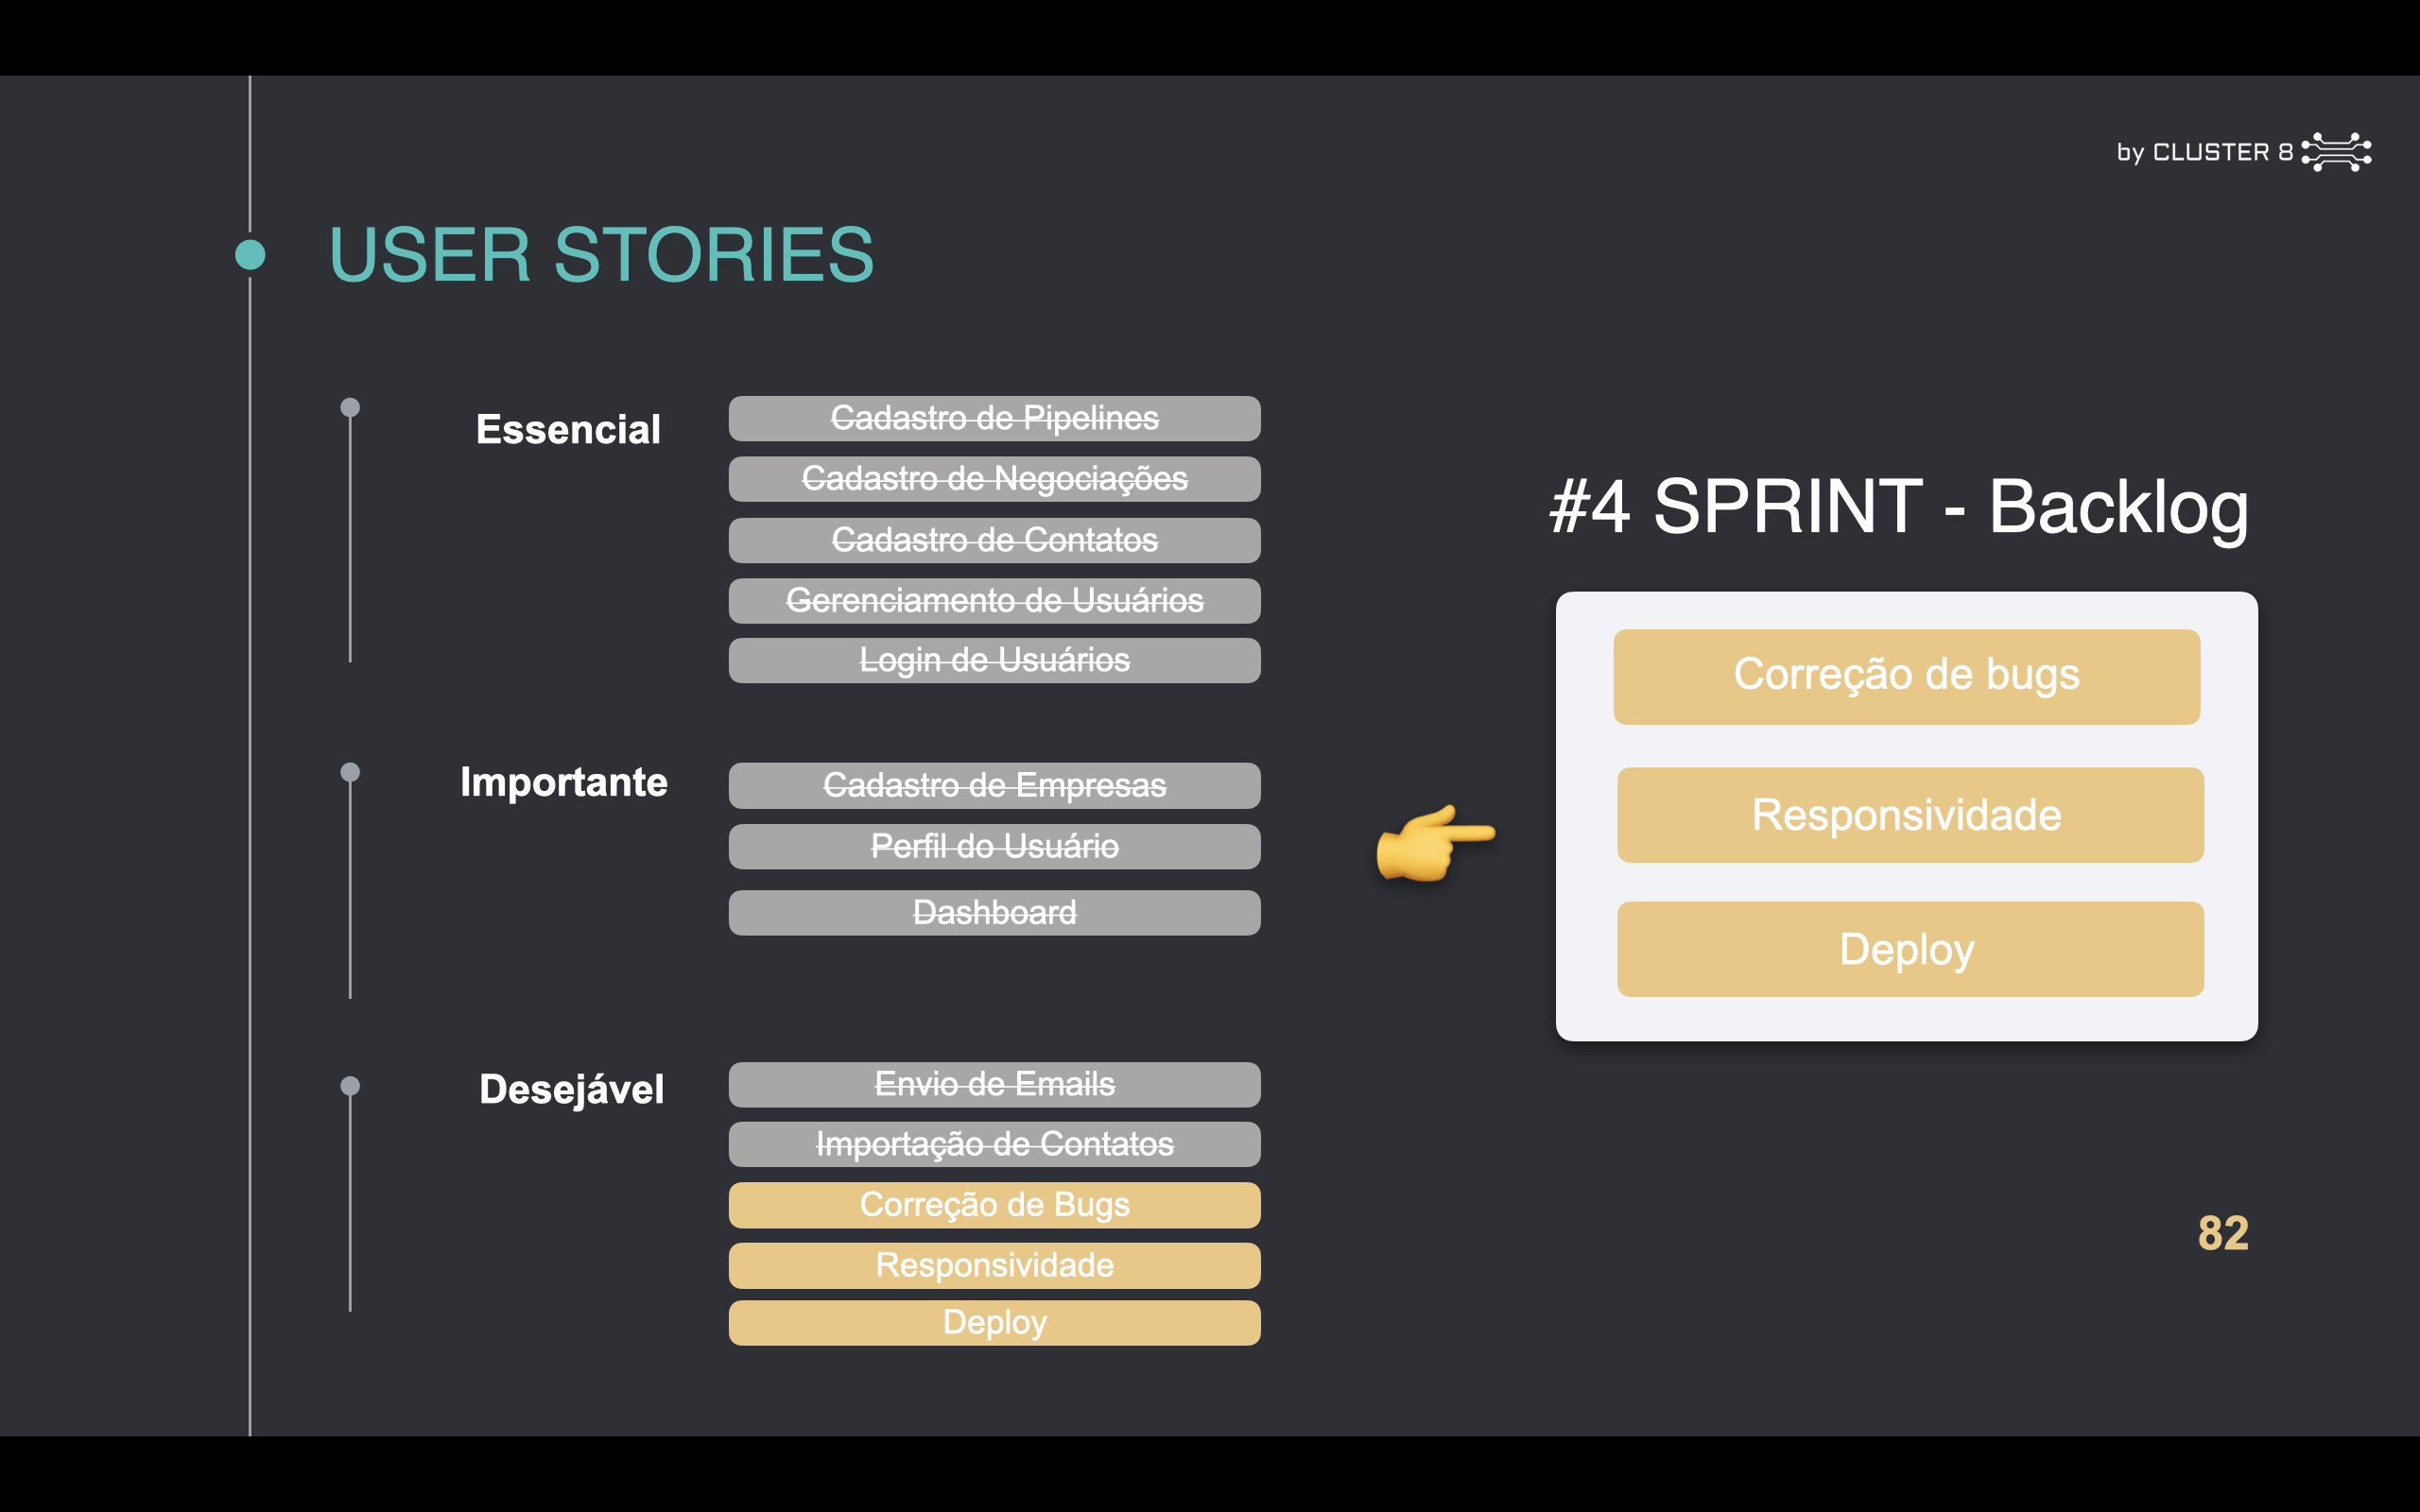 by CLUSTER 8
USER STORIES
Essencial
Cadastro de Pipelines
Cadastro de Negociações
Cadastro de Contatos
Gerenciamento de Usuários
Login de Usuários
Importante
Cadastro de Empresas
Perfil do Usuário
Dashboard
Desejável
Envio de Emails
Importação de Contatos
Correção de Bugs
Responsividade
Deploy
#4 SPRINT - Backlog
Correção de bugs
Responsividade
Deploy
82